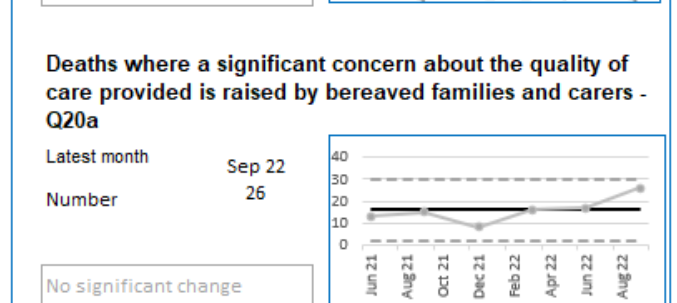 Deaths where a significant concern about the quality of
care provided is raised by bereaved families and carers -
Q20a
Latest month
Sep 22
Number
26
40
30
20
10
0
Jun 21
Aug 21
Oct 21
Dec 21
Feb 22
Apr 22
Jun 22
Aug 22
No significant change